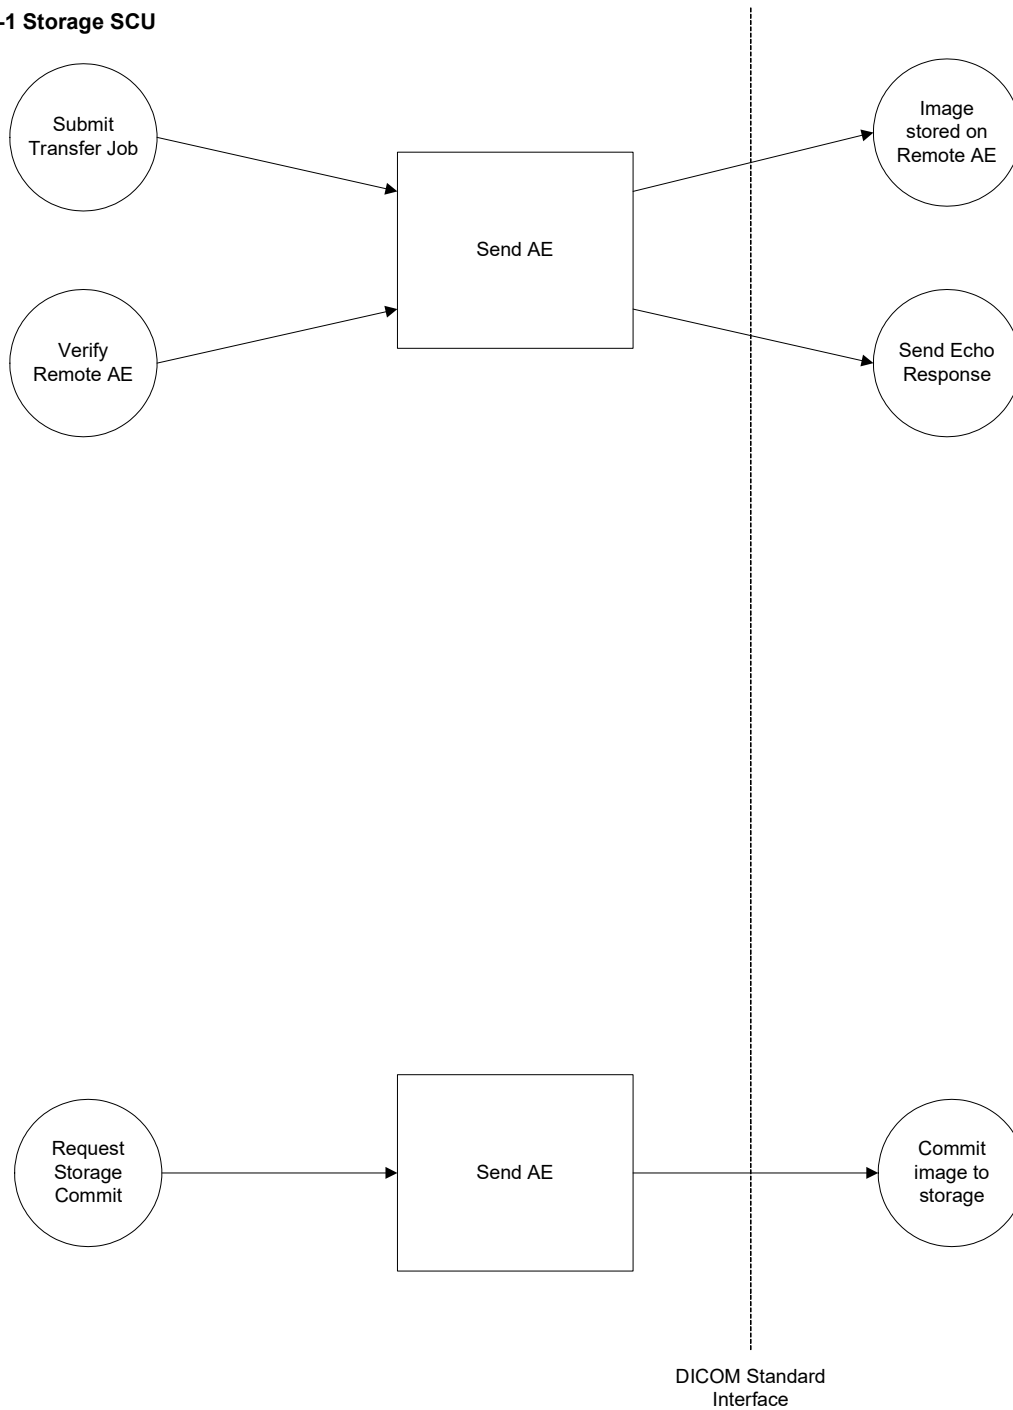 -1 Storage SCU
Submit
Transfer Job
Send AE
Image
stored on
Remote AE
Verify
Remote AE
Send Echo
Response
Request
Storage
Commit
Send AE
Commit
image to
storage
DICOM Standard
Interface